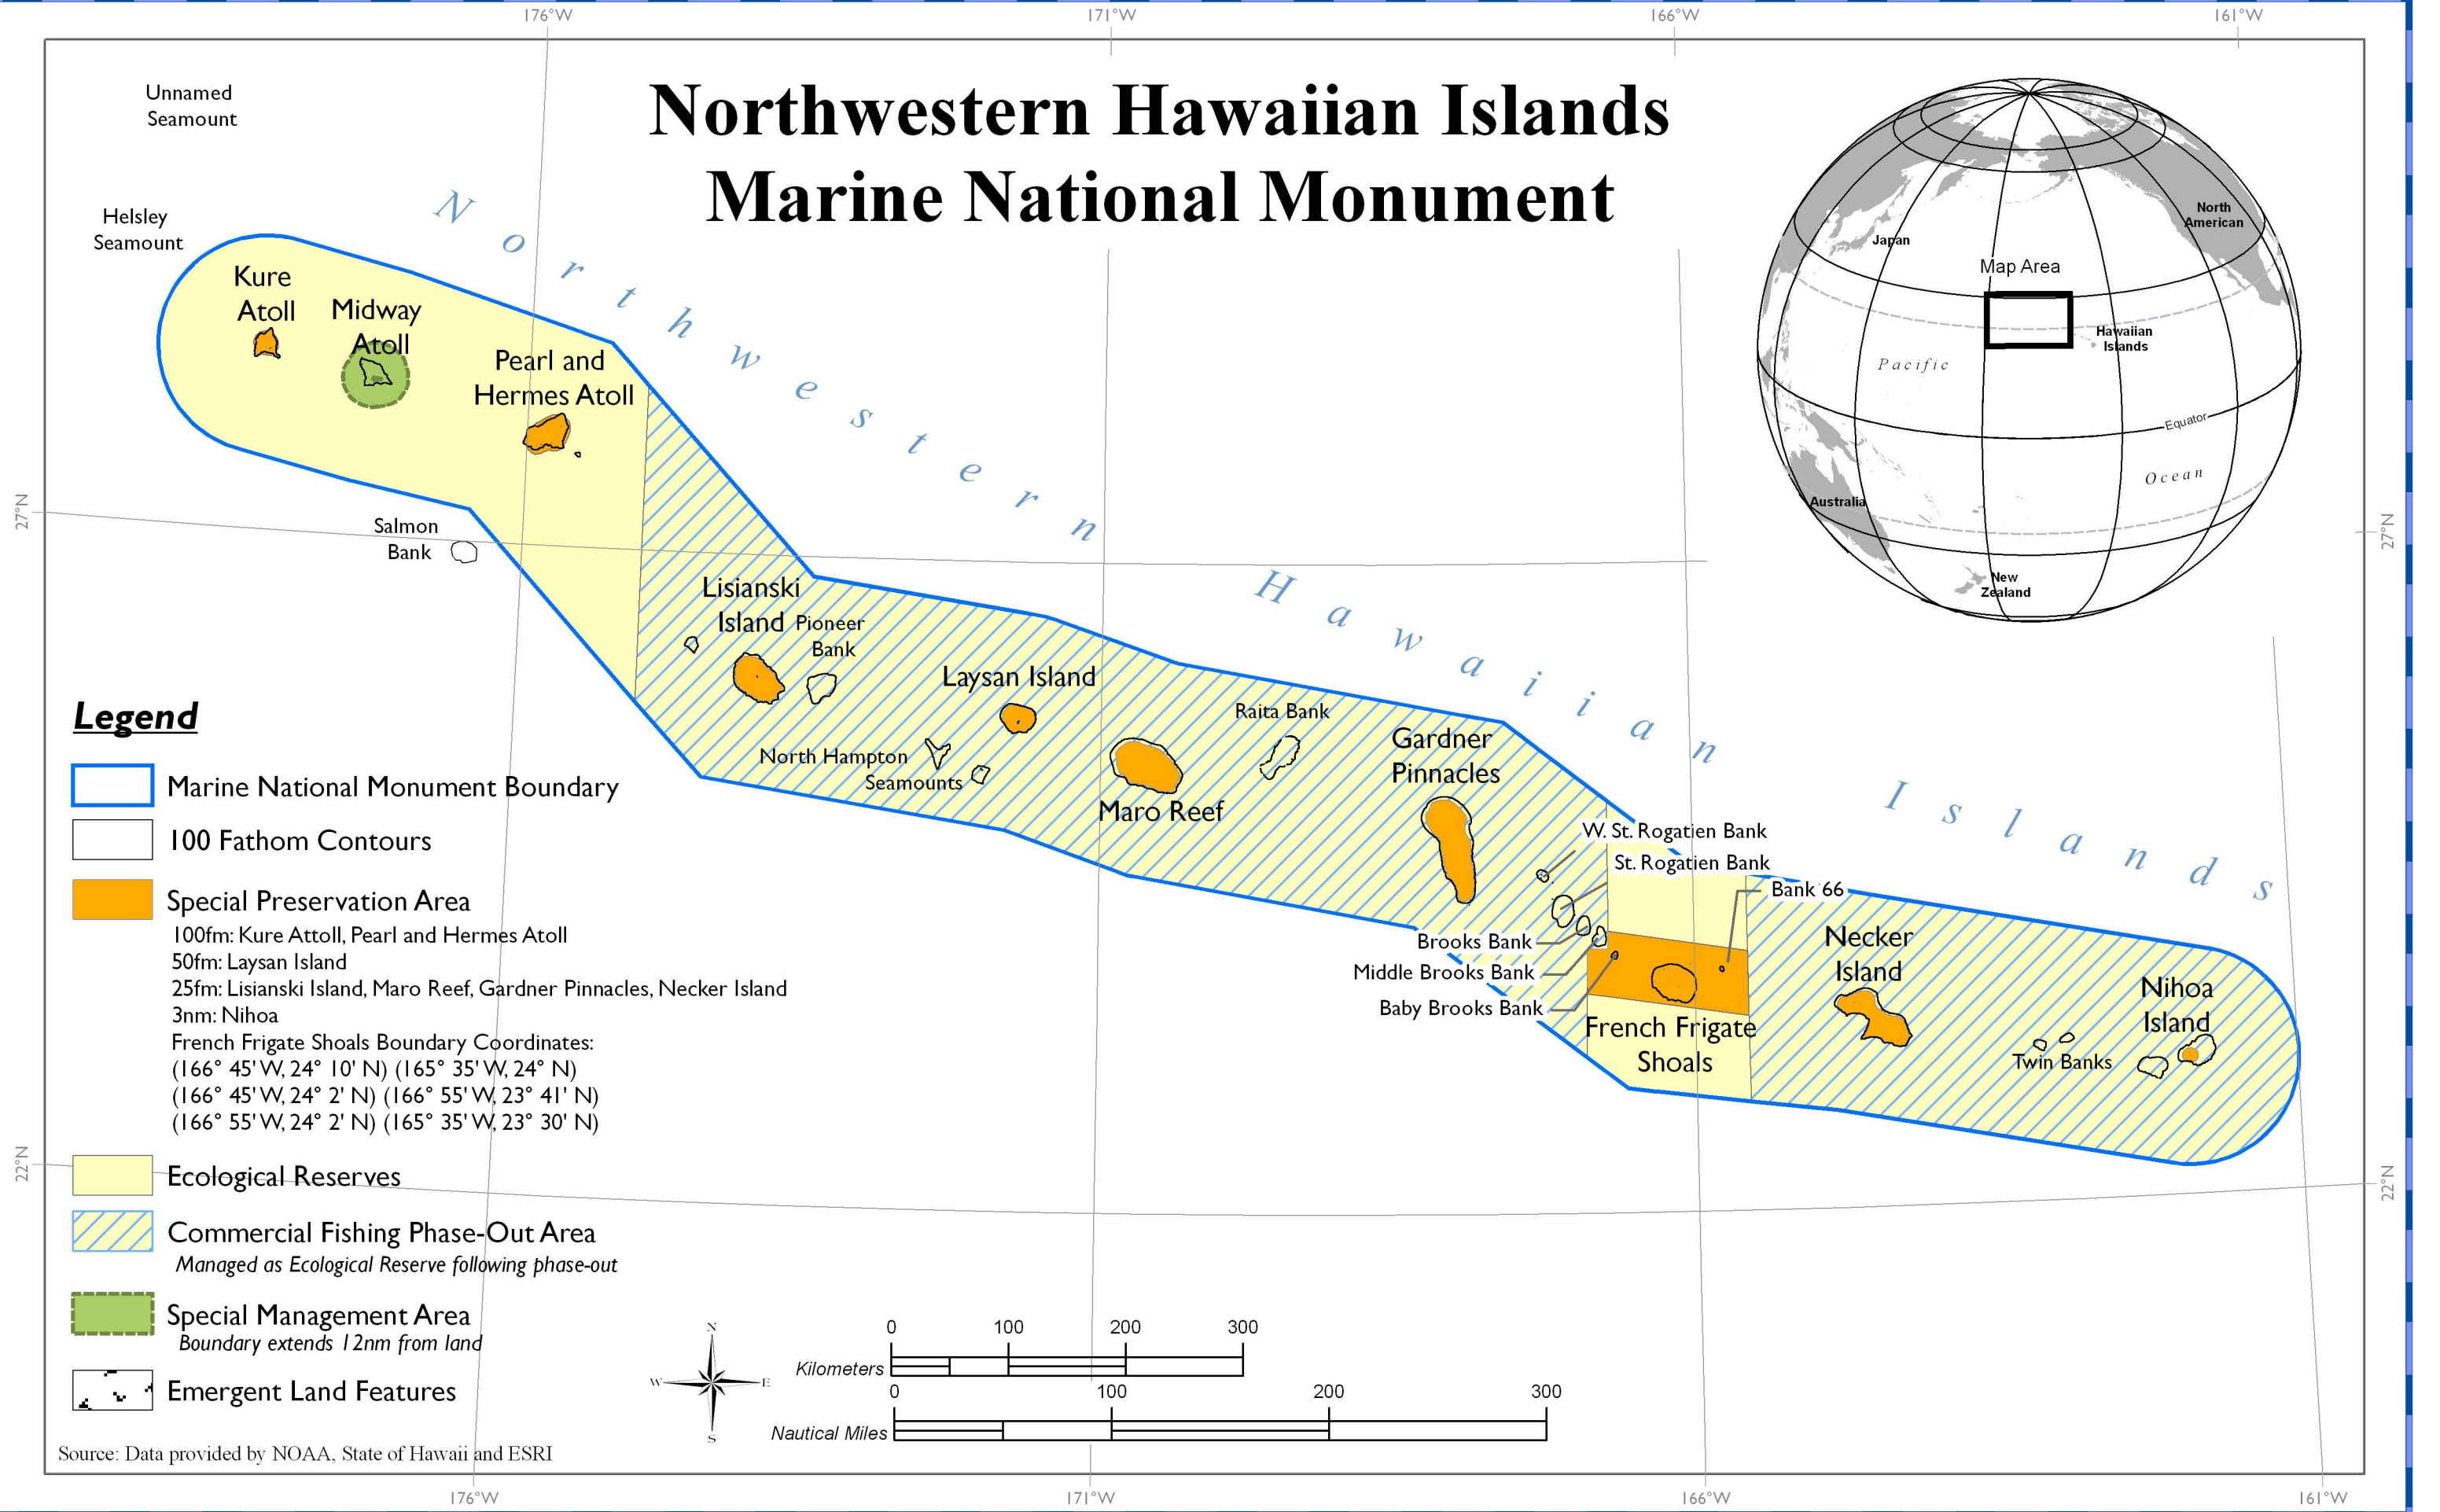 176°W
171°W
166°W
161°W
Northwestern Hawaiian Islands
Marine National Monument
Unnamed
Seamount
Helsley
Seamount
Northwestern Hawaiian Islands
Kure
Atoll
Midway
Atoll
Pearl and
Hermes Atoll
Salmon
Bank
27°N
27°N
Lisianski
Island
Pioneer
Bank
Laysan Island
North Hampton
Seamounts
Maro Reef
Raita Bank
Gardner
Pinnacles
W. St. Rogatien Bank
St. Rogatien Bank
Bank 66
Brooks Bank
Middle Brooks Bank
Baby Brooks Bank
French Frigate
Shoals
Necker
Island
Nihoa
Island
Twin Banks
North
American
Japan
Map Area
Hawaiian
Islands
Pacific
Equator
Ocean
Australia
New
Zealand
Legend
Marine National Monument Boundary
100 Fathom Contours
Special Preservation Area
100fm: Kure Attoll, Pearl and Hermes Atoll
50fm: Laysan Island
25fm: Lisianski Island, Maro Reef, Gardner Pinnacles, Necker Island
3nm: Nihoa
French Frigate Shoals Boundary Coordinates:
(166° 45' W, 24° 10' N) (165° 35' W, 24° N)
(166° 45' W, 24° 2' N) (166° 55' W, 23° 41' N)
(166° 55' W, 24° 2' N) (165° 35' W, 23° 30' N)
22°N
22°N
Ecological Reserves
Commercial Fishing Phase-Out Area
Managed as Ecological Reserve following phase-out
Special Management Area
Boundary extends 12nm from land
Emergent Land Features
Source: Data provided by NOAA, State of Hawaii and ESRI
N
W
E
S
0 100 200 300
Kilometers
0 100 200 300
Nautical Miles
176°W
171°W
166°W
161°W